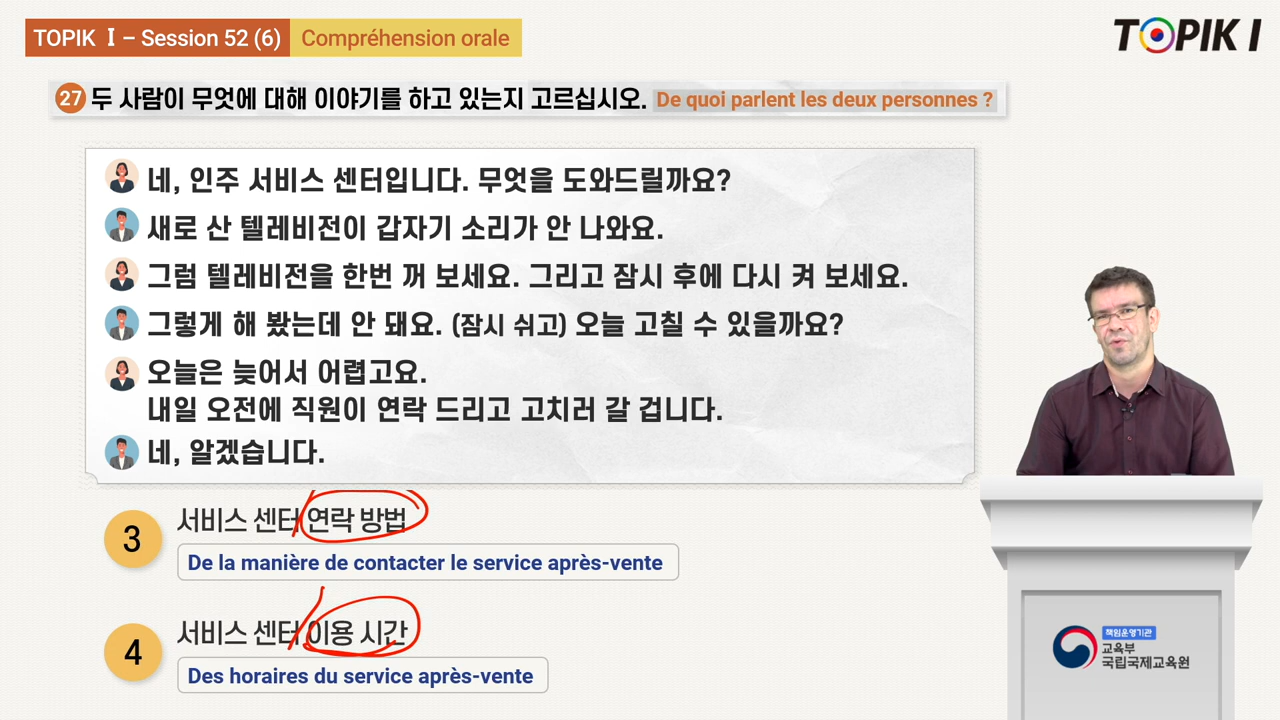 TOPIK Ⅰ – Session 52 (6) Compréhension orale
TOPIK I
27 두 사람이 무엇에 대해 이야기를 하고 있는지 고르십시오. De quoi parlent les deux personnes ?
네, 인주 서비스 센터입니다. 무엇을 도와드릴까요?
새로 산 텔레비전이 갑자기 소리가 안 나와요.
그럼 텔레비전을 한번 꺼 보세요. 그리고 잠시 후에 다시 켜 보세요.
그렇게 해 봤는데 안 돼요. (잠시 쉬고) 오늘 고칠 수 있을까요?
오늘은 늦어서 어렵고요.
내일 오전에 직원이 연락 드리고 고치러 갈 겁니다.
네, 알겠습니다.
3 서비스 센터 연락 방법
De la manière de contacter le service après-vente
4 서비스 센터 이용 시간
Des horaires du service après-vente
책임운영기관
교육부
국립국제교육원